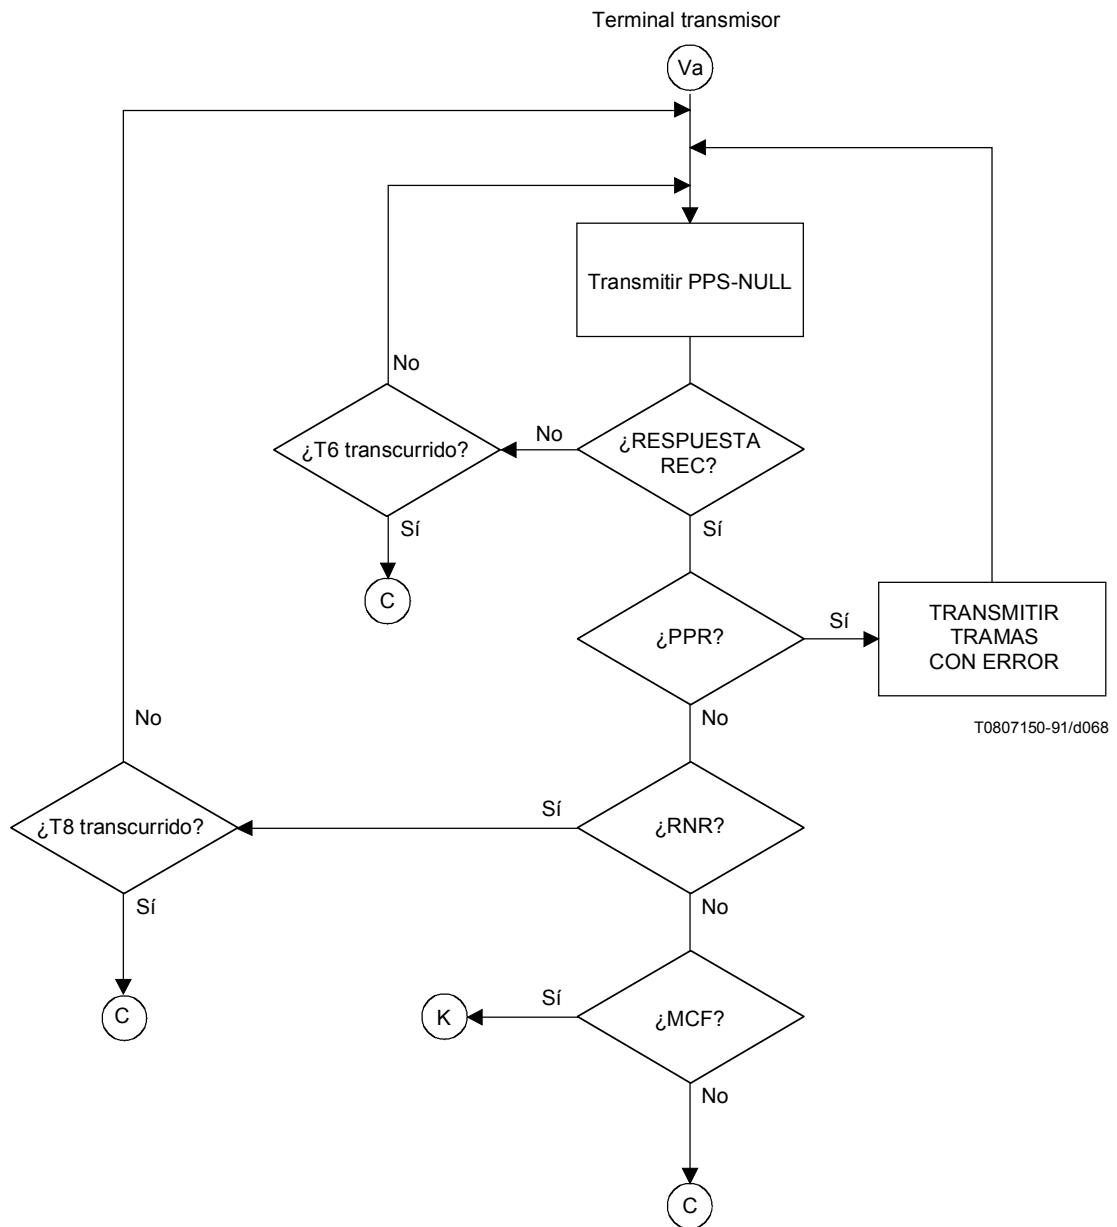 Terminal transmisor
Va
Transmitir PPS-NULL
No
¿T6 transcurrido?
No
¿RESPUESTA
REC?
Sí
Sí
C
¿PPR?
Sí
TRANSMITIR
TRAMAS
CON ERROR
No
No
T0807150-91/d068
¿T8 transcurrido?
Sí
¿RNR?
Sí
No
C
K
Sí
¿MCF?
No
C